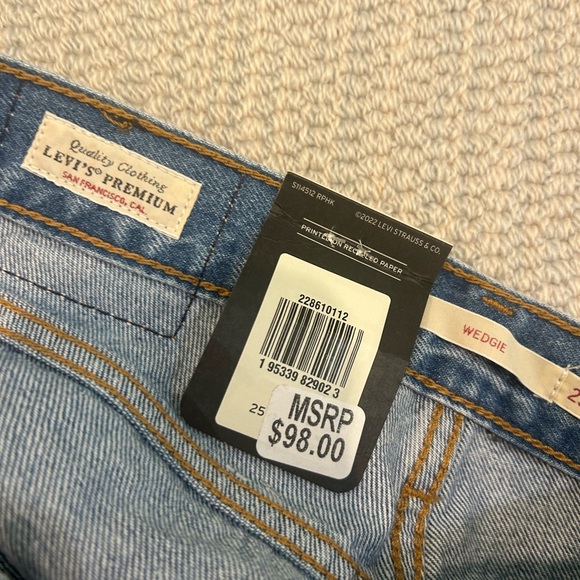 Quality Clothing
LEVI'S® PREMIUM
SAN FRANCISCO, CAL.
S114512 RPHK
©2022 LEVI STRAUSS & CO.
PRINTED ON RECYCLED PAPER
228610112
1 95339 82902 3
25
MSRP
$98.00
WEDGIE
2